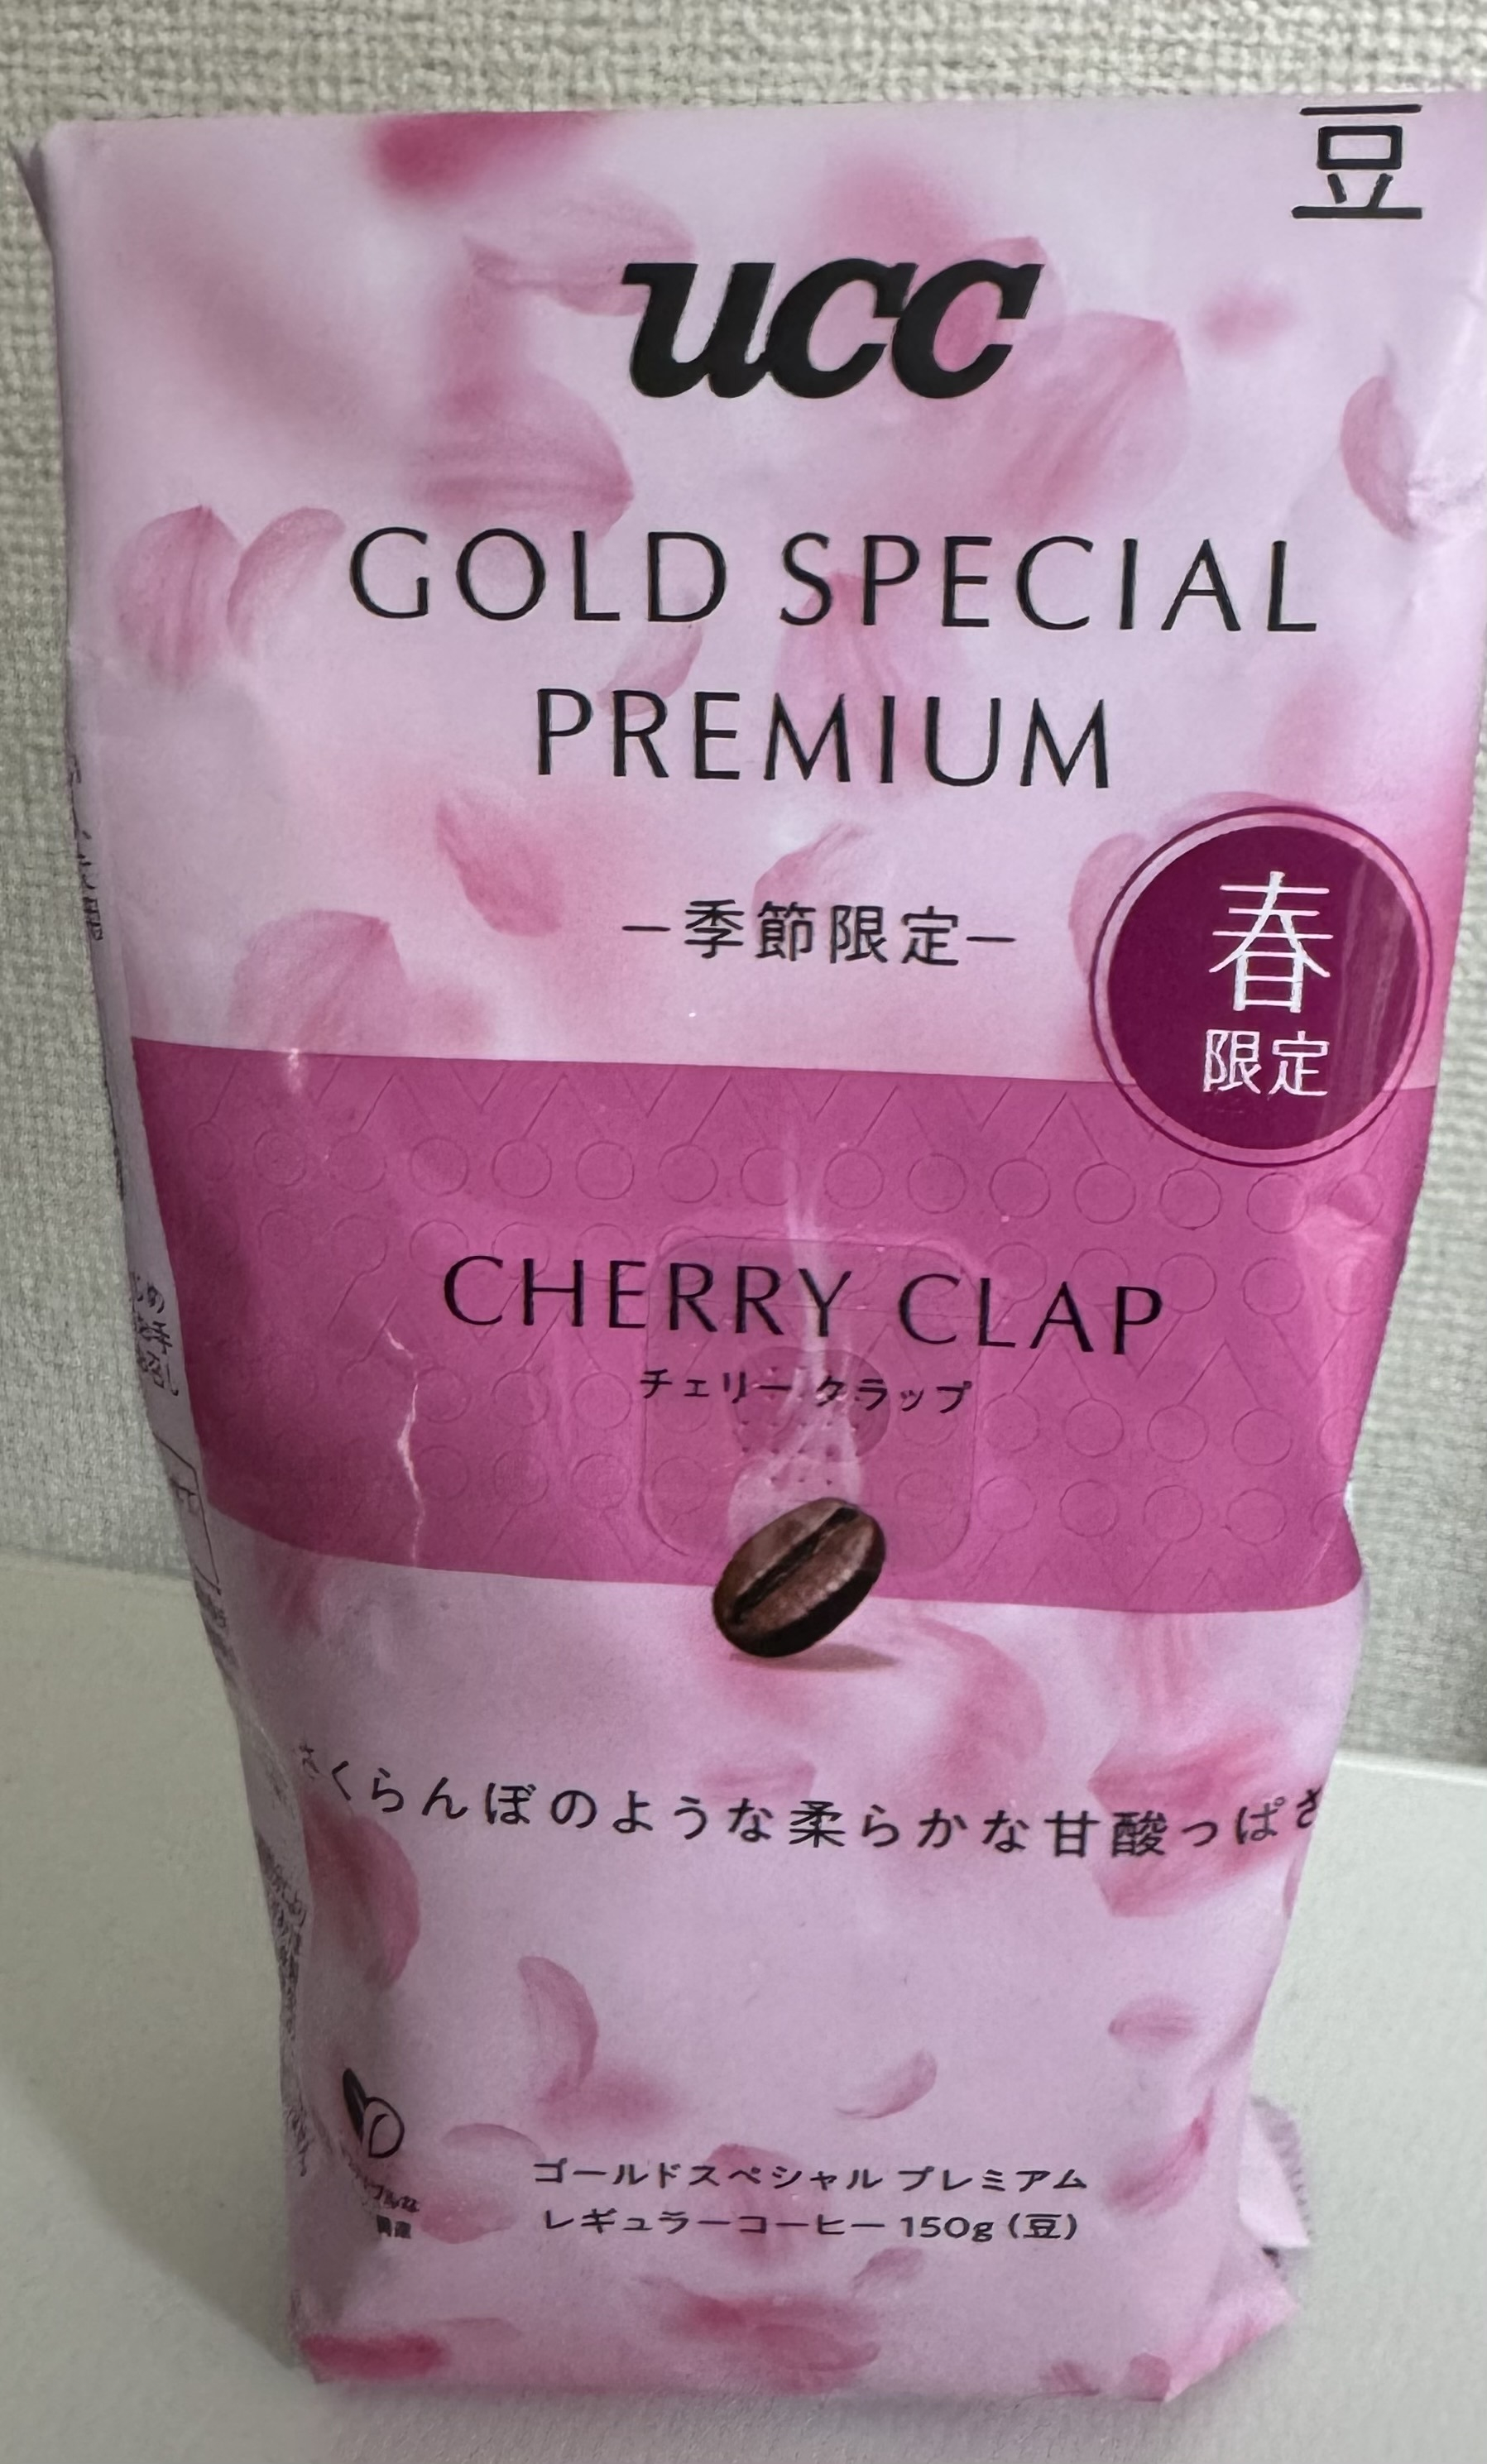 豆
ucc
GOLD SPECIAL
PREMIUM
—季節限定—
春
限定
CHERRY CLAP
チェリー クラップ
さくらんぼのような柔らかな甘酸っぱさ
ゴールドスペシャル プレミアム
レギュラーコーヒー 150g (豆)